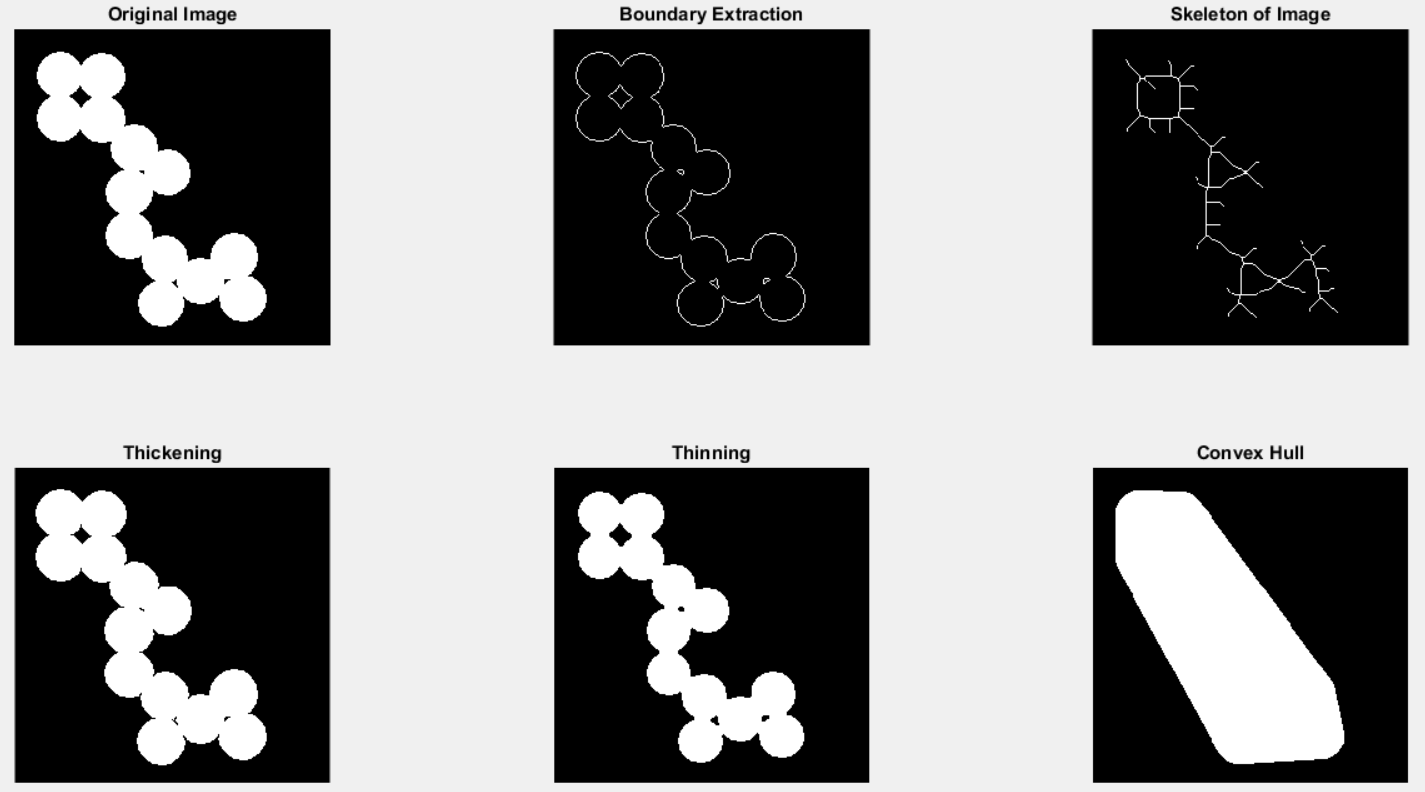 Original Image
Boundary Extraction
Skeleton of Image
Thickening
Thinning
Convex Hull